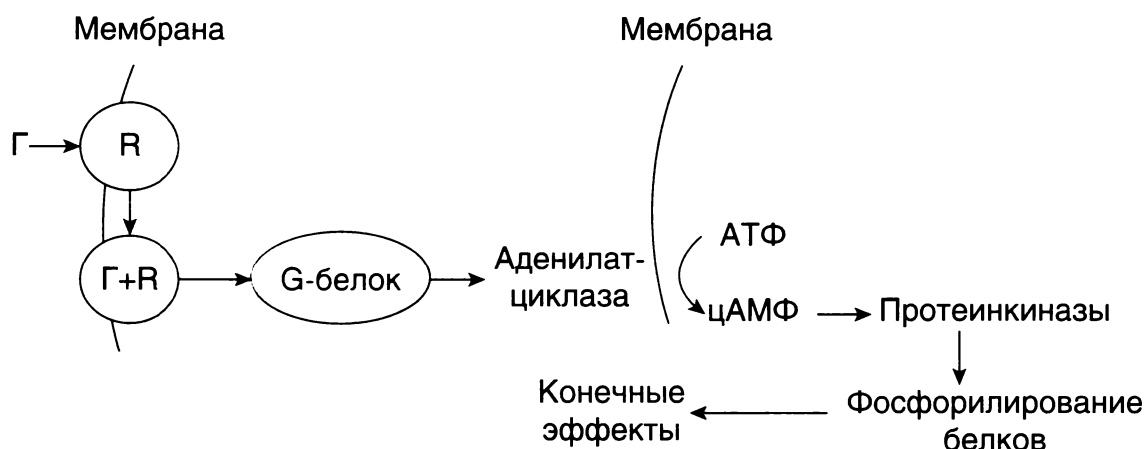 Мембрана
Мембрана
Г
R
Г+R
G-белок
Аденилат-
циклаза
АТФ
цАМФ
Протеинкиназы
Фосфорилирование
белков
Конечные
эффекты